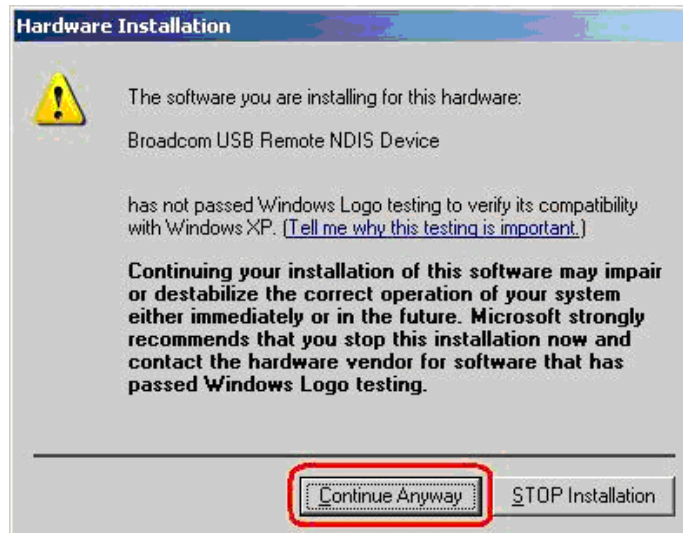 Hardware Installation
The software you are installing for this hardware:
Broadcom USB Remote NDIS Device
has not passed Windows Logo testing to verify its compatibility
with Windows XP. (Tell me why this testing is important.)
Continuing your installation of this software may impair
or destabilize the correct operation of your system
either immediately or in the future. Microsoft strongly
recommends that you stop this installation now and
contact the hardware vendor for software that has
passed Windows Logo testing.
Continue Anyway STOP Installation